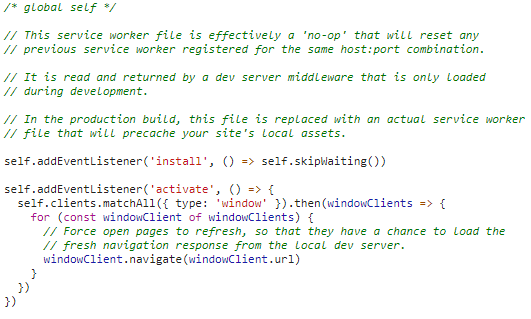 /* global self */

// This service worker file is effectively a 'no-op' that will reset any
// previous service worker registered for the same host:port combination.

// It is read and returned by a dev server middleware that is only loaded
// during development.

// In the production build, this file is replaced with an actual service worker
// file that will precache your site's local assets.

self.addEventListener('install', () => self.skipWaiting())

self.addEventListener('activate', () => {
  self.clients.matchAll({ type: 'window' }).then(windowClients => {
    for (const windowClient of windowClients) {
      // Force open pages to refresh, so that they have a chance to load the
      // fresh navigation response from the local dev server.
      windowClient.navigate(windowClient.url)
    }
  })
})